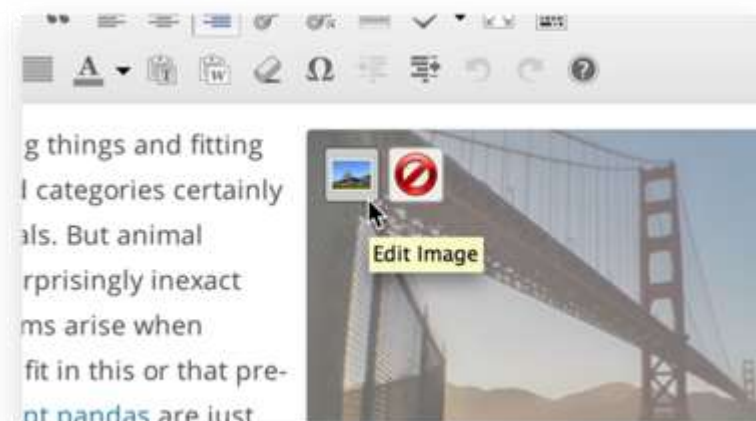 A T W Ω ?
g things and fitting
l categories certainly
als. But animal
rprisingly inexact
ms arise when
fit in this or that pre-
nt pandas are just
Edit Image